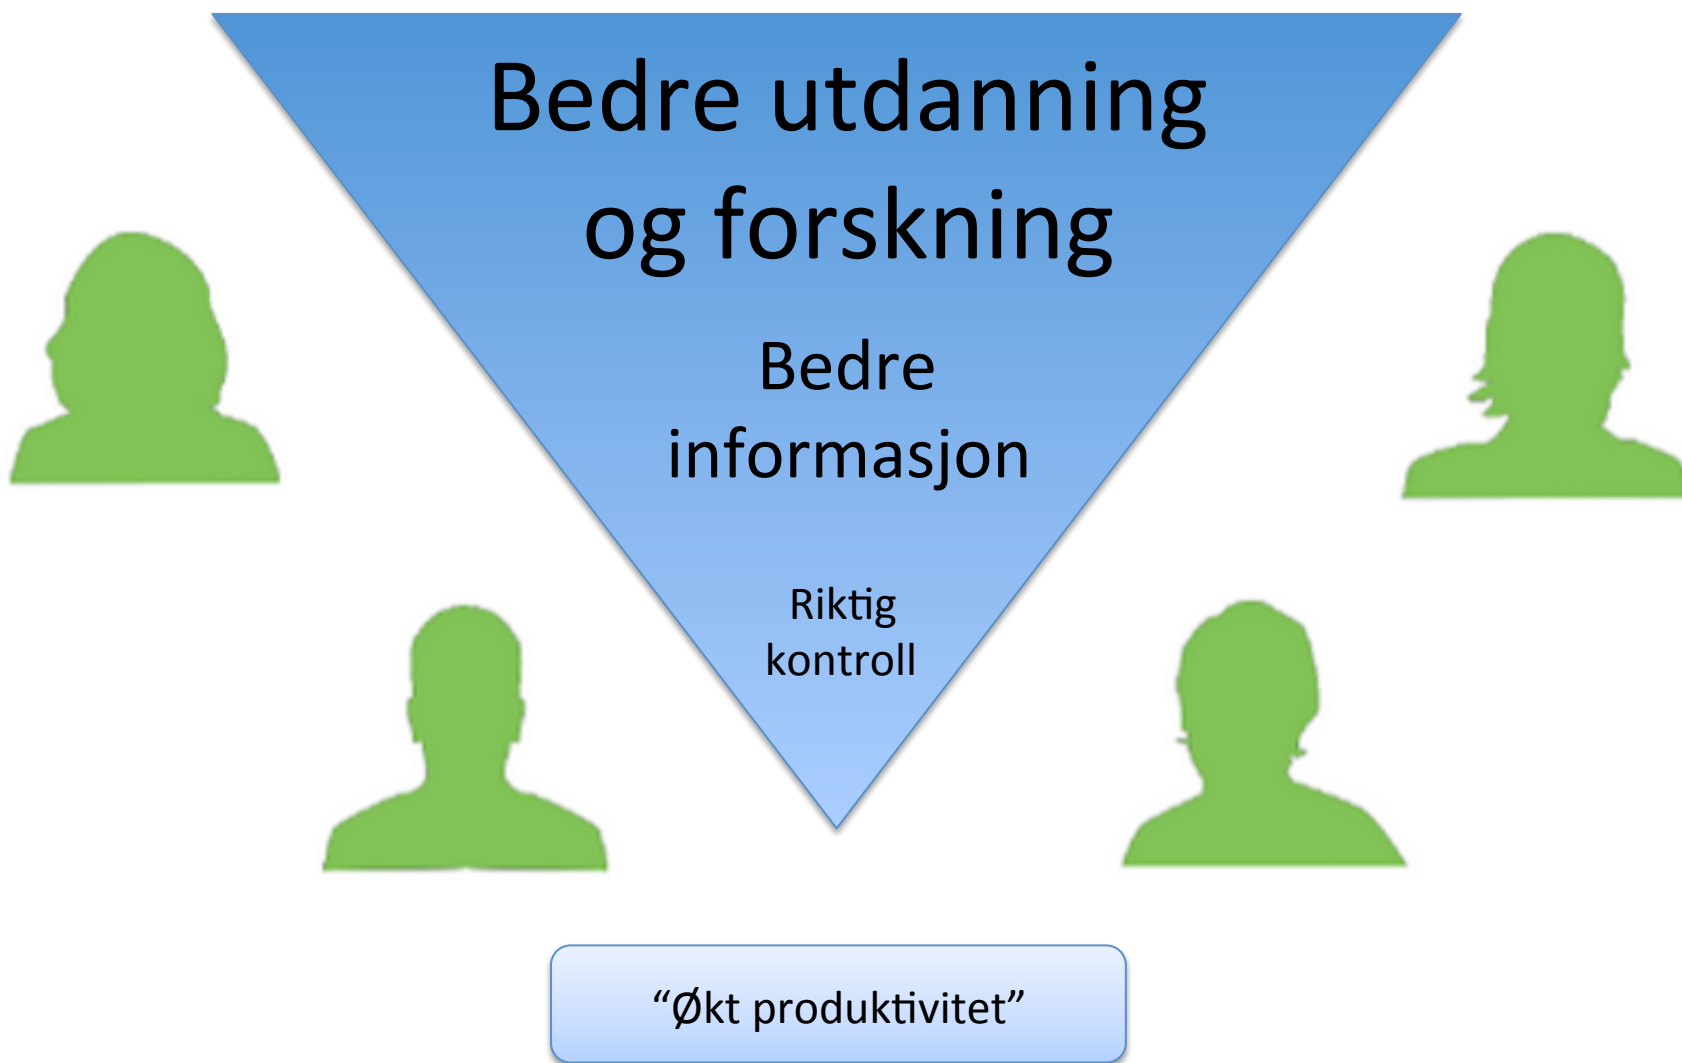 Bedre utdanning
og forskning
Bedre
informasjon
Riktig
kontroll
“Økt produktivitet”